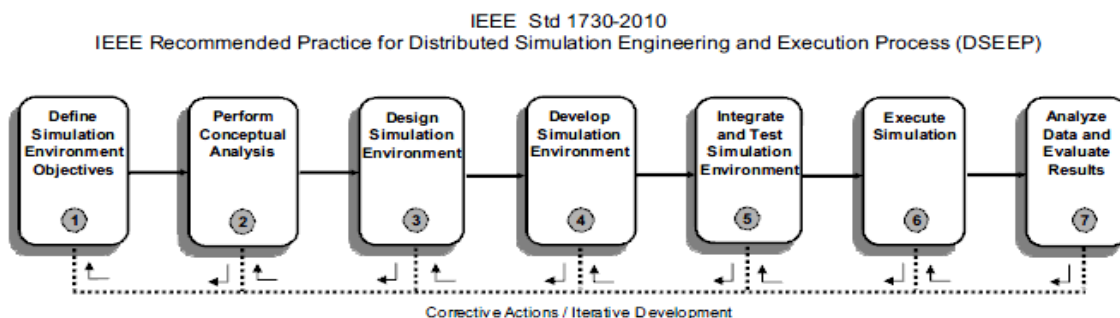 IEEE Std 1730-2010
IEEE Recommended Practice for Distributed Simulation Engineering and Execution Process (DSEEP)
Define
Simulation
Environment
Objectives
1
Perform
Conceptual
Analysis
2
Design
Simulation
Environment
3
Develop
Simulation
Environment
4
Integrate
and Test
Simulation
Environment
5
Execute
Simulation
6
Analyze
Data and
Evaluate
Results
7
Corrective Actions / Iterative Development